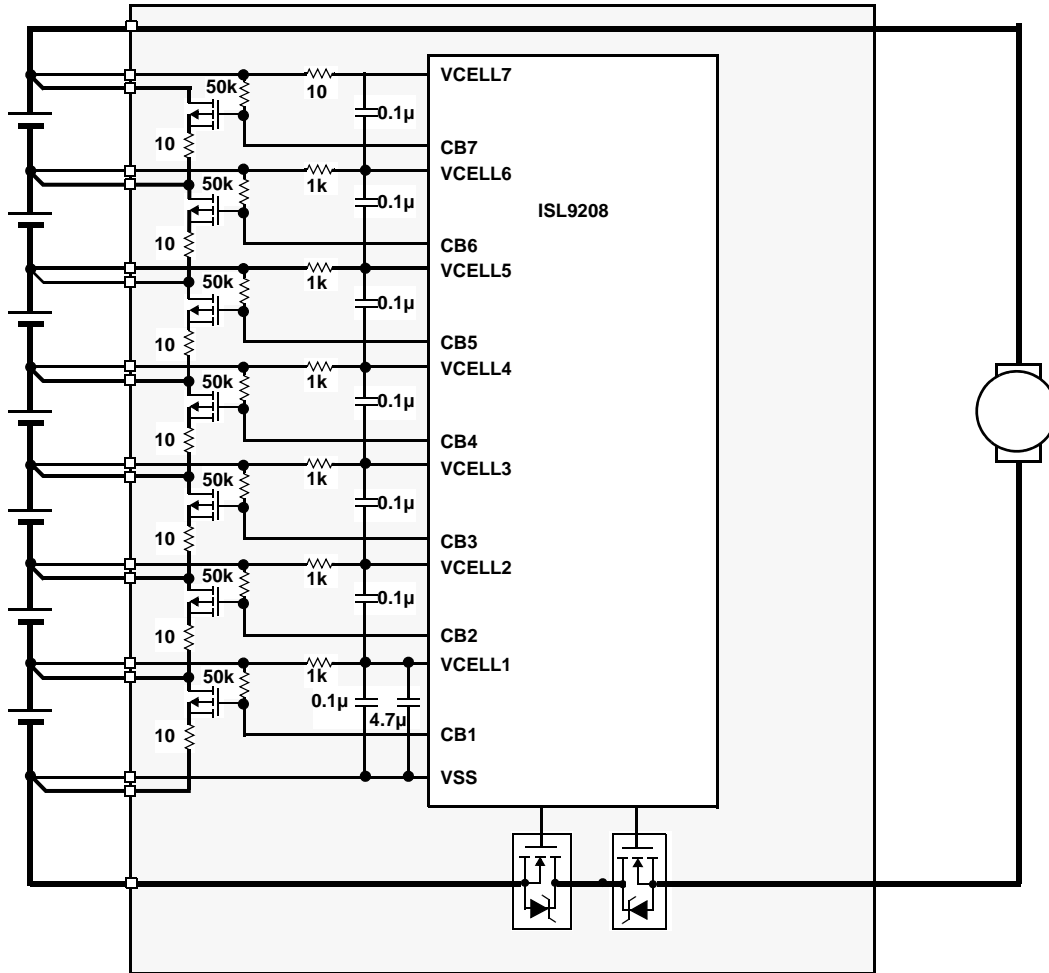 VCELL7
50k
10
0.1µ
10
CB7
VCELL6
50k
1k
0.1µ
ISL9208
10
CB6
VCELL5
50k
1k
0.1µ
10
CB5
VCELL4
50k
1k
0.1µ
10
CB4
VCELL3
50k
1k
0.1µ
10
CB3
VCELL2
50k
1k
0.1µ
10
CB2
VCELL1
50k
1k
0.1µ
4.7µ
10
CB1
VSS